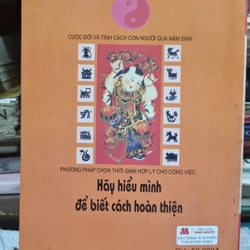 CUỘC ĐỜI VÀ TÍNH CÁCH CON NGƯỜI QUA NĂM SINH
PHƯƠNG PHÁP CHỌN THỜI GIAN HỢP LÝ CHO CÔNG VIỆC
Hãy hiểu mình
để biết cách hoàn thiện